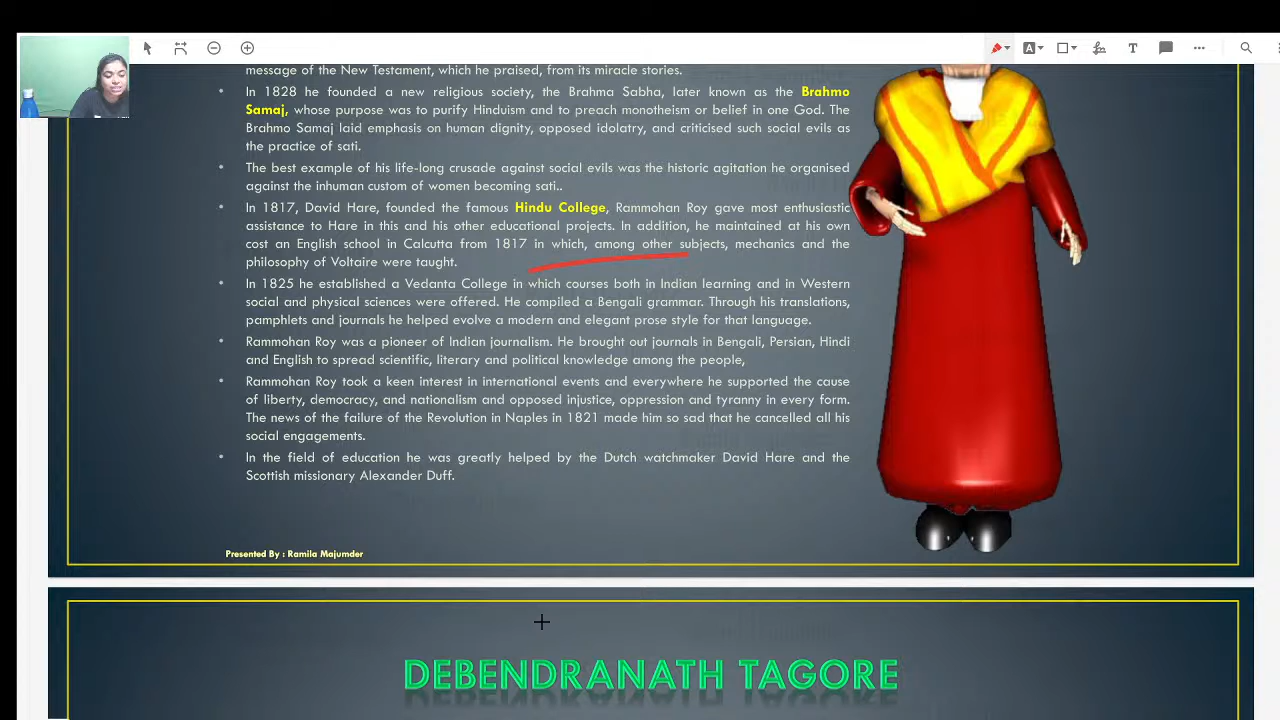 message of the New Testament, which he praised, from its miracle stories.
• In 1828 he founded a new religious society, the Brahma Sabha, later known as the Brahmo
Samaj, whose purpose was to purify Hinduism and to preach monotheism or belief in one God. The
Brahmo Samaj laid emphasis on human dignity, opposed idolatry, and criticised such social evils as
the practice of sati.
• The best example of his life-long crusade against social evils was the historic agitation he organised
against the inhuman custom of women becoming sati..
• In 1817, David Hare, founded the famous Hindu College, Rammohan Roy gave most enthusiastic
assistance to Hare in this and his other educational projects. In addition, he maintained at his own
cost an English school in Calcutta from 1817 in which, among other subjects, mechanics and the
philosophy of Voltaire were taught.
• In 1825 he established a Vedanta College in which courses both in Indian learning and in Western
social and physical sciences were offered. He compiled a Bengali grammar. Through his translations,
pamphlets and journals he helped evolve a modern and elegant prose style for that language.
• Rammohan Roy was a pioneer of Indian journalism. He brought out journals in Bengali, Persian, Hindi
and English to spread scientific, literary and political knowledge among the people,
• Rammohan Roy took a keen interest in international events and everywhere he supported the cause
of liberty, democracy, and nationalism and opposed injustice, oppression and tyranny in every form.
The news of the failure of the Revolution in Naples in 1821 made him so sad that he cancelled all his
social engagements.
• In the field of education he was greatly helped by the Dutch watchmaker David Hare and the
Scottish missionary Alexander Duff.
Presented By : Ramila Majumder
DEBENDRANATH TAGORE